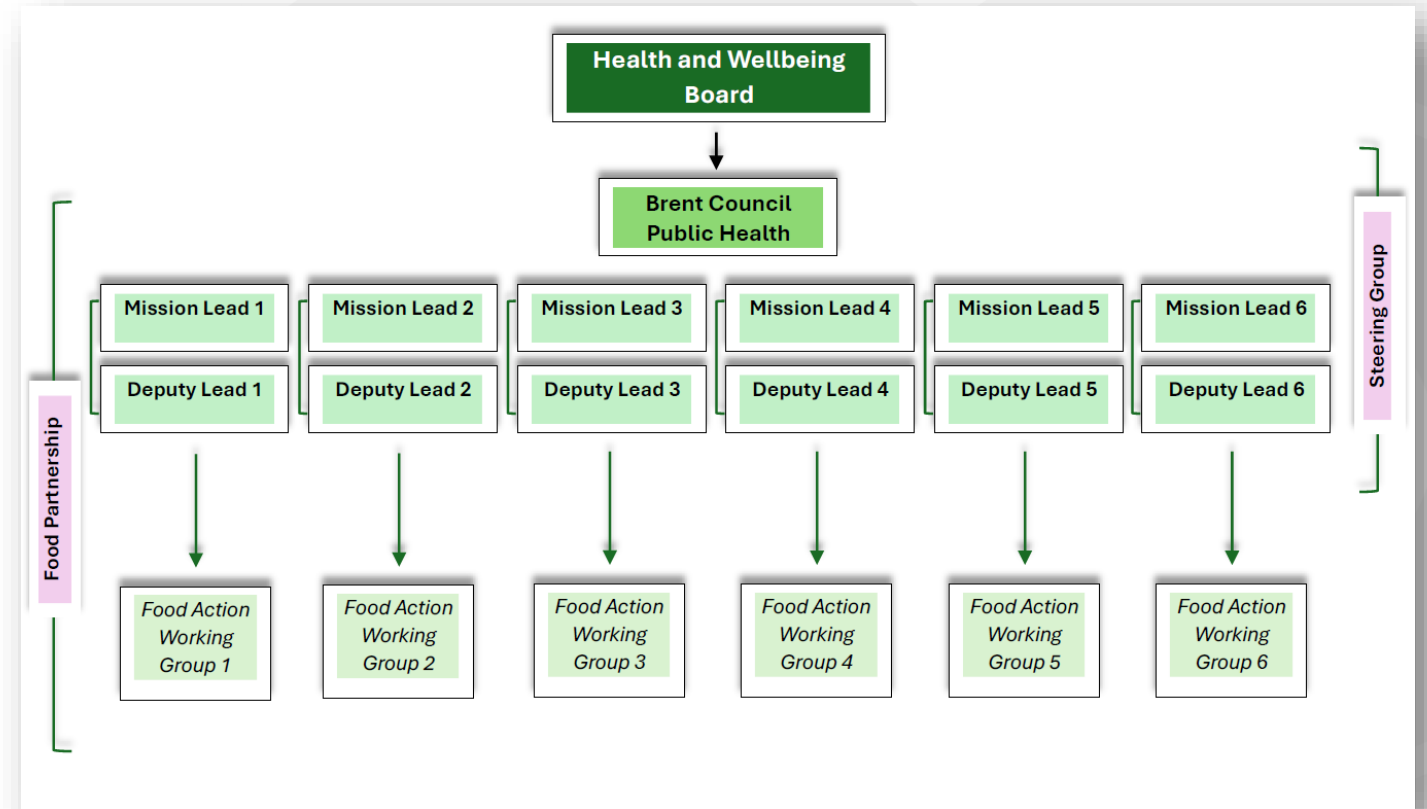 Health and Wellbeing
Board
Brent Council
Public Health
Steering Group
Food Partnership
Mission Lead 1
Mission Lead 2
Mission Lead 3
Mission Lead 4
Mission Lead 5
Mission Lead 6
Deputy Lead 1
Deputy Lead 2
Deputy Lead 3
Deputy Lead 4
Deputy Lead 5
Deputy Lead 6
Food Action
Working
Group 1
Food Action
Working
Group 2
Food Action
Working
Group 3
Food Action
Working
Group 4
Food Action
Working
Group 5
Food Action
Working
Group 6